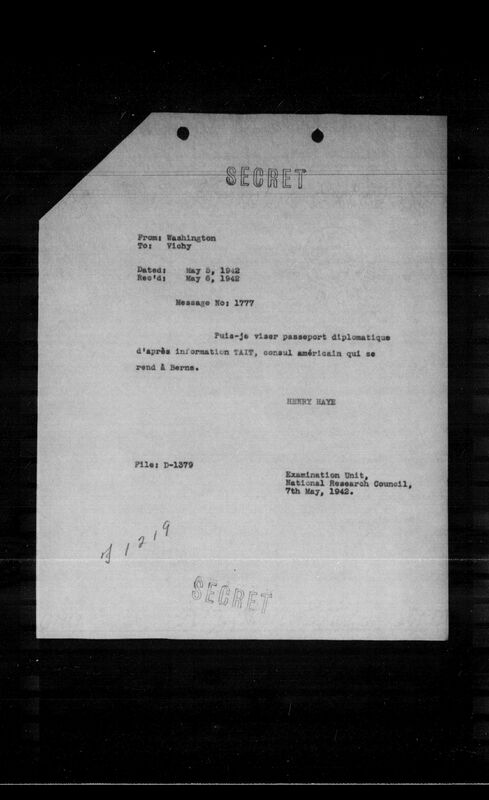 SECRET
From: Washington
To: Vichy
Dated: May 5, 1942
Rec'd: May 6, 1942
Message No: 1777
Puis-je viser passeport diplomatique
d'après information TAIT, consul américain qui se
rend à Berne.
HENRY HAYE
File: D-1379
Examination Unit,
National Research Council,
7th May, 1942.
1219
SECRET